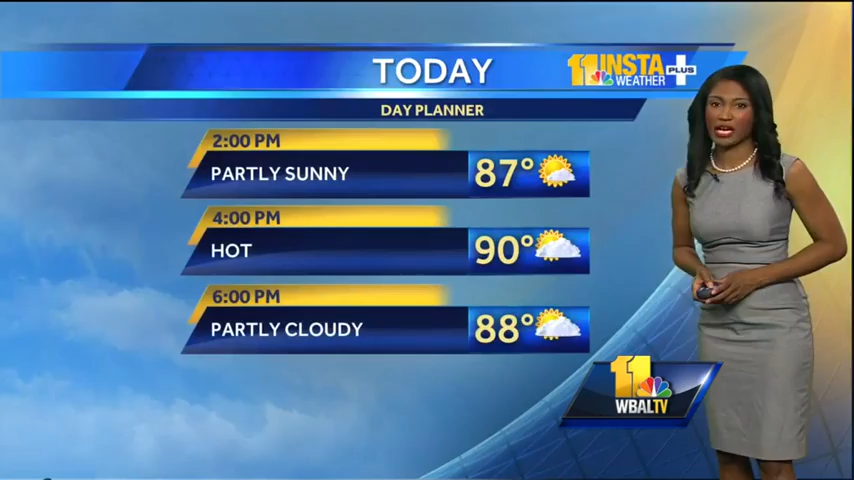 TODAY
11 INSTA PLUS
WEATHER
DAY PLANNER
2:00 PM
PARTLY SUNNY 87°
4:00 PM
HOT 90°
6:00 PM
PARTLY CLOUDY 88°
11
WBALTV